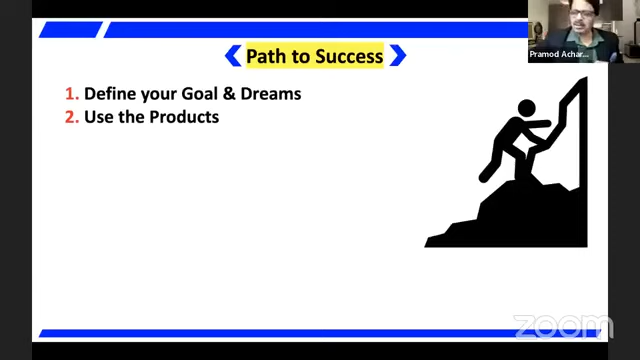 Path to Success
Pramod Achar...
1. Define your Goal & Dreams
2. Use the Products
zoom